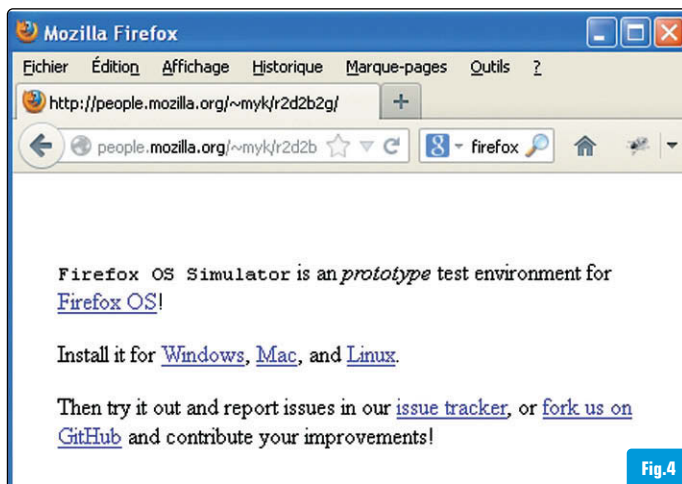 Mozilla Firefox
Fichier Édition Affichage Historique Marque-pages Outils ?
http://people.mozilla.org/~myk/r2d2b2g/ +
people.mozilla.org/~myk/r2d2b 8 firefox
Firefox OS Simulator is an prototype test environment for
Firefox OS!
Install it for Windows, Mac, and Linux.
Then try it out and report issues in our issue tracker, or fork us on
GitHub and contribute your improvements!
Fig.4